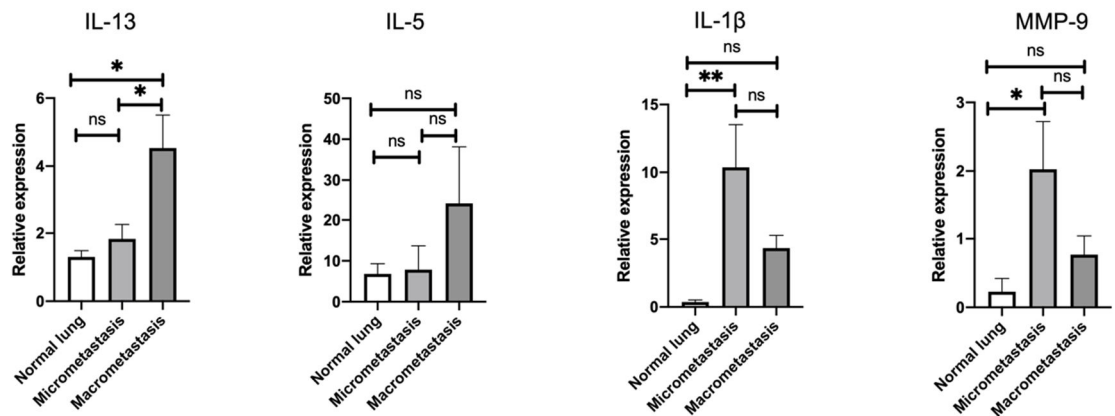 IL-13
*
*
ns
Relative expression
6
4
2
0
Normal lung
Micrometastasis
Macrometastasis
IL-5
ns
ns
ns
Relative expression
50
40
30
20
10
0
Normal lung
Micrometastasis
Macrometastasis
IL-1β
ns
**
ns
Relative expression
15
10
5
0
Normal lung
Micrometastasis
Macrometastasis
MMP-9
ns
*
ns
Relative expression
3
2
1
0
Normal lung
Micrometastasis
Macrometastasis